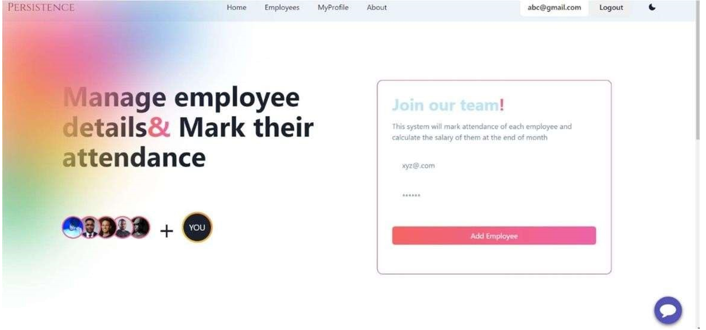 PERSISTENCE
Home Employees MyProfile About
abc@gmail.com Logout
Manage employee
details& Mark their
attendance
YOU
Join our team!
This system will mark attendance of each employee and
calculate the salary of them at the end of month
xyz@.com
••••••
Add Employee